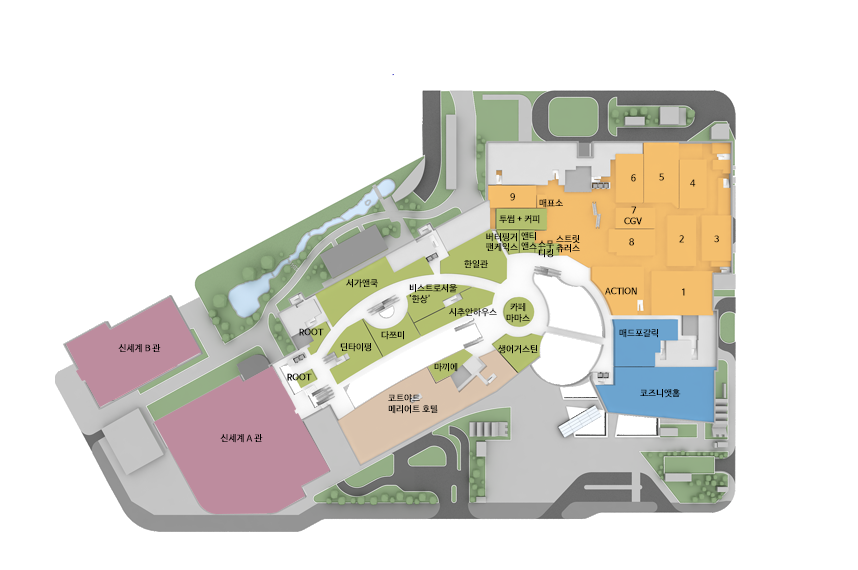 6
5
4
9
매표소
투썸 + 커피
7
CGV
버터핑거
팬케익스
앤티
앤스
스무
디킹
스트릿
츄러스
8
2
3
한일관
서가앤쿡
비스트로서울
'한상'
ACTION
1
시추안하우스
카페
마마스
ROOT
다쯔미
매드포갈릭
신세계 B 관
딘타이펑
생어거스틴
ROOT
마끼에
코즈니앳홈
코트야드
메리어트 호텔
신세계 A 관